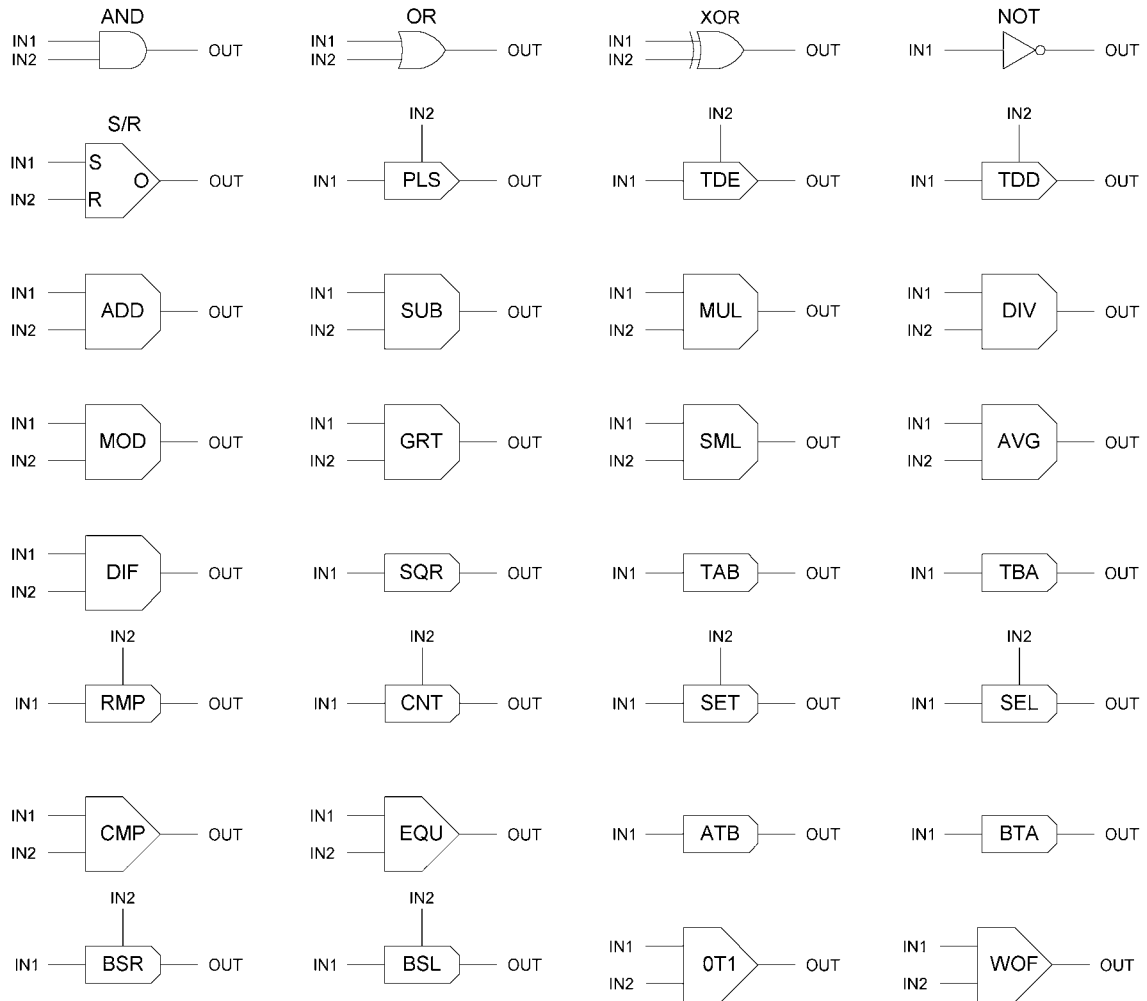 AND OR XOR NOT
IN1 IN1 IN1
IN1 OUT OUT OUT OUT
IN2 IN2 IN2
IN2 IN2 IN2
S/R
IN1 S
O OUT IN1 PLS OUT IN1 TDE OUT IN1 TDD OUT
IN2 R
IN1 IN1 IN1 IN1
ADD OUT SUB OUT MUL OUT DIV OUT
IN2 IN2 IN2 IN2
IN1 IN1 IN1 IN1
MOD OUT GRT OUT SML OUT AVG OUT
IN2 IN2 IN2 IN2
IN1
DIF OUT IN1 SQR OUT IN1 TAB OUT IN1 TBA OUT
IN2
IN2 IN2 IN2 IN2
IN1 RMP OUT IN1 CNT OUT IN1 SET OUT IN1 SEL OUT
IN1 IN1
CMP OUT EQU OUT IN1 ATB OUT IN1 BTA OUT
IN2 IN2
IN2 IN2
IN1 IN1
IN1 BSR OUT IN1 BSL OUT 0T1 OUT WOF OUT
IN2 IN2